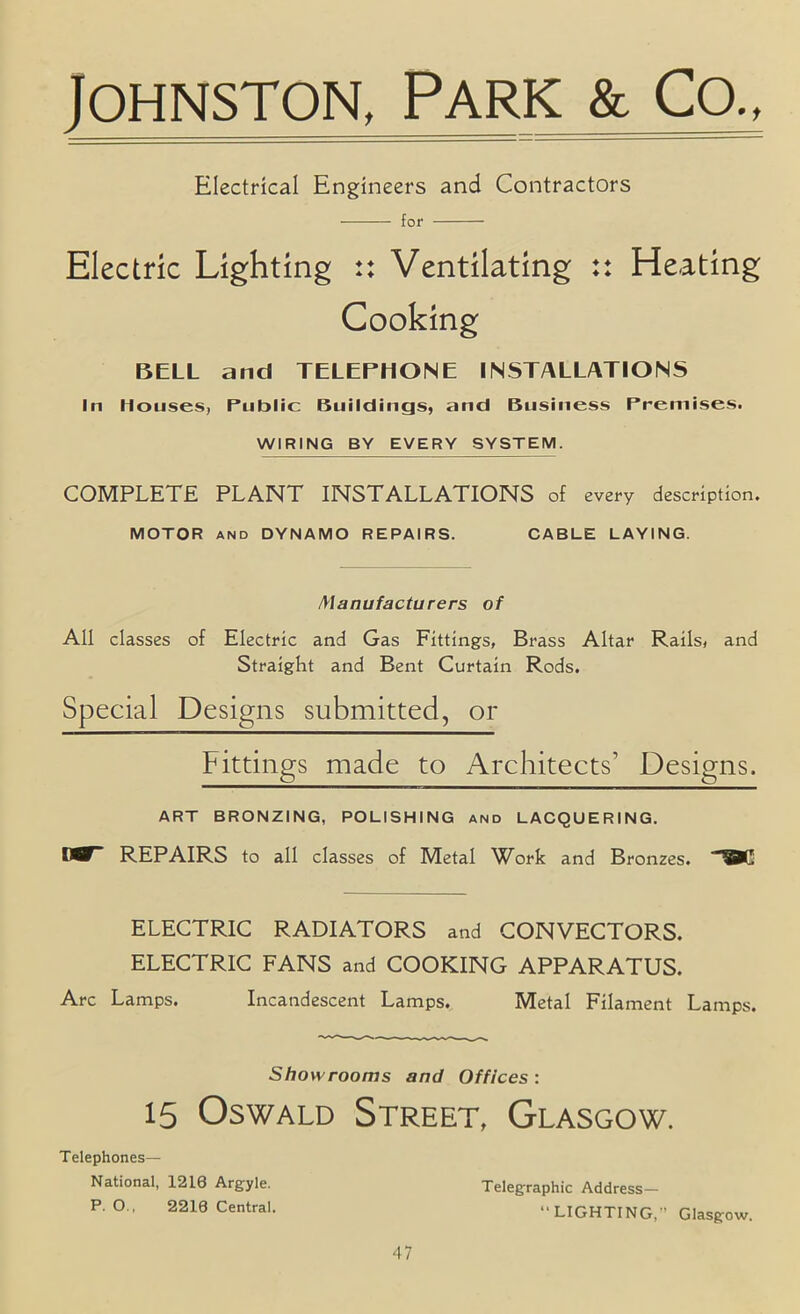 JOHNSTON, PARK & CO.,
Electrical Engineers and Contractors
for
Electric Lighting :: Ventilating :: Heating
Cooking
BELL and TELEPHONE INSTALLATIONS
In Houses, Public Buildings, and Business Premises.
WIRING BY EVERY SYSTEM.
COMPLETE PLANT INSTALLATIONS of every description.
MOTOR AND DYNAMO REPAIRS. CABLE LAYING.
Manufacturers of
All classes of Electric and Gas Fittings, Brass Altar Rails, and
Straight and Bent Curtain Rods.
Special Designs submitted, or
Fittings made to Architects' Designs.
ART BRONZING, POLISHING AND LACQUERING.
REPAIRS to all classes of Metal Work and Bronzes.
ELECTRIC RADIATORS and CONVECTORS.
ELECTRIC FANS and COOKING APPARATUS.
Arc Lamps. Incandescent Lamps. Metal Filament Lamps.
Showrooms and Offices:
15 OSWALD STREET, GLASGOW.
Telephones—
National, 1216 Argyle.
P. O., 2216 Central.
Telegraphic Address—
"LIGHTING," Glasgow.
47